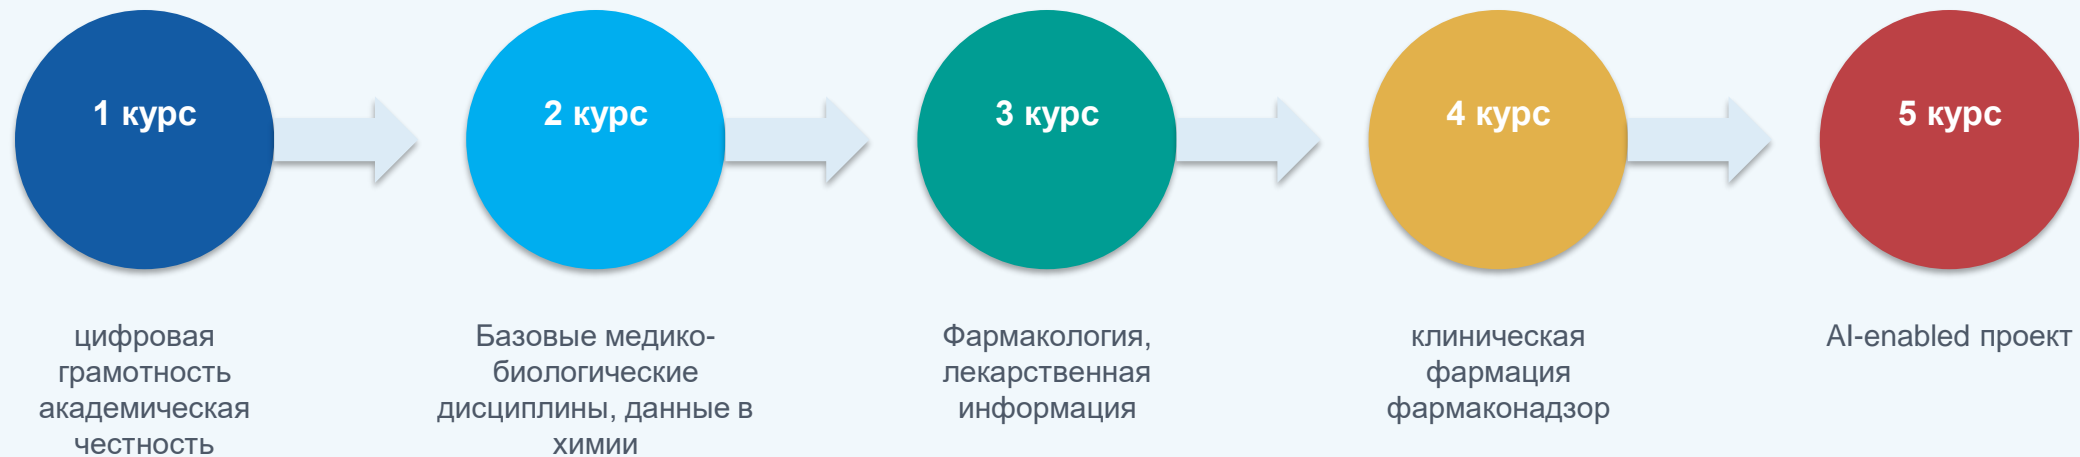 1 курс
2 курс
3 курс
4 курс
5 курс
цифровая
грамотность
академическая
честность
Базовые медико-
биологические
дисциплины, данные в
химии
Фармакология,
лекарственная
информация
клиническая
фармация
фармаконадзор
AI-enabled проект